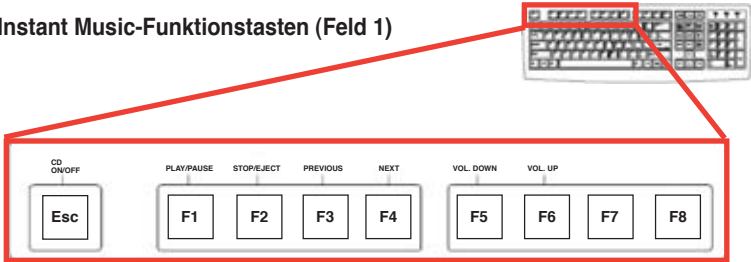 Instant Music-Funktionstasten (Feld 1)
CD
ON/OFF
PLAY/PAUSE STOP/EJECT PREVIOUS NEXT VOL. DOWN VOL. UP
Esc F1 F2 F3 F4 F5 F6 F7 F8